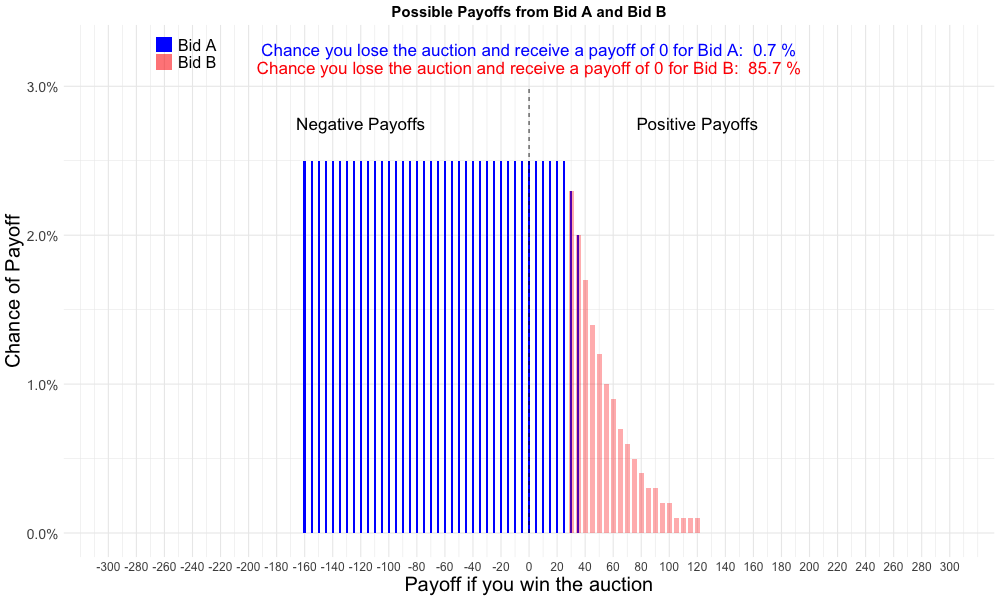 Possible Payoffs from Bid A and Bid B
Bid A
Bid B
Chance you lose the auction and receive a payoff of 0 for Bid A:  0.7 %
Chance you lose the auction and receive a payoff of 0 for Bid B:  85.7 %
Negative Payoffs
Positive Payoffs
Chance of Payoff
3.0%
2.0%
1.0%
0.0%
-300 -280 -260 -240 -220 -200 -180 -160 -140 -120 -100 -80 -60 -40 -20 0 20 40 60 80 100 120 140 160 180 200 220 240 260 280 300
Payoff if you win the auction